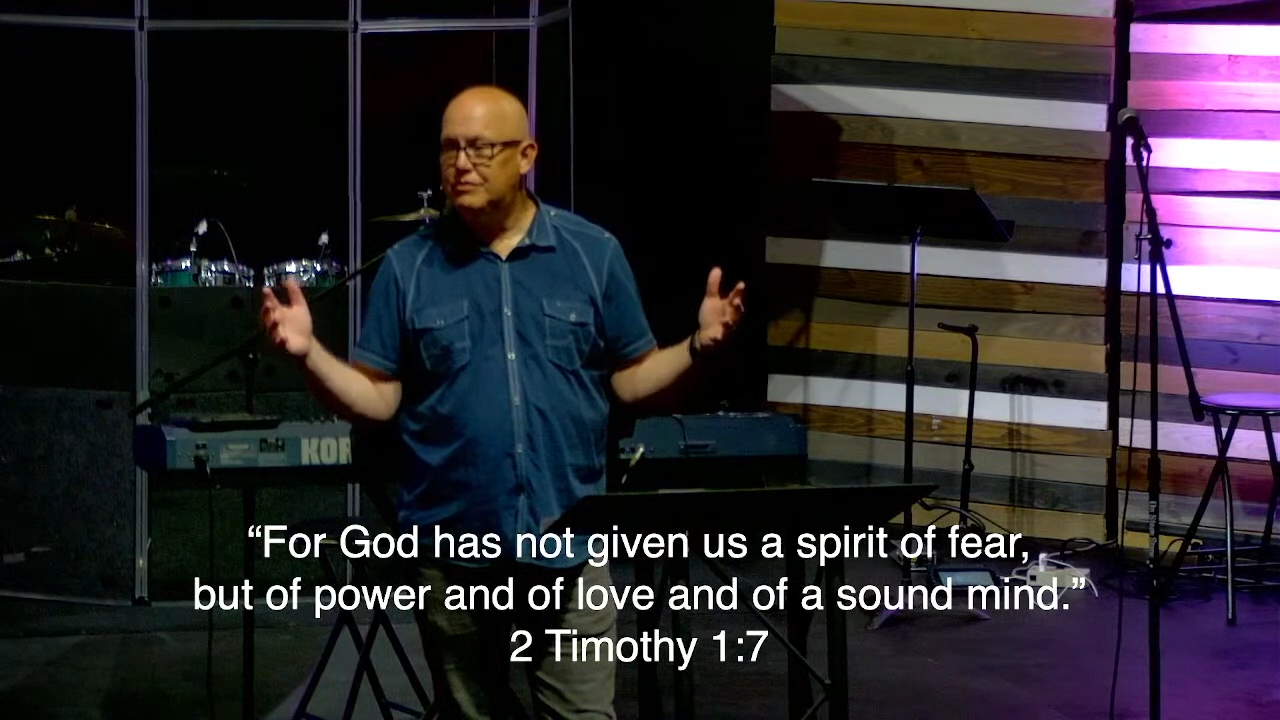 KOR
“For God has not given us a spirit of fear,
but of power and of love and of a sound mind.”
2 Timothy 1:7